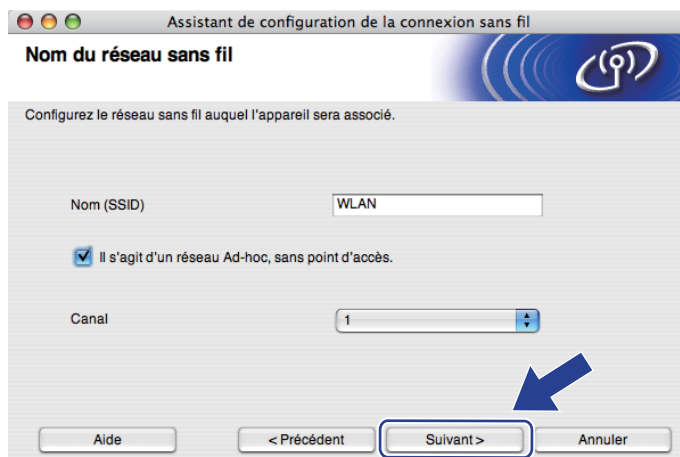 Assistant de configuration de la connexion sans fil
Nom du réseau sans fil
Configurez le réseau sans fil auquel l'appareil sera associé.
Nom (SSID) WLAN
Il s'agit d'un réseau Ad-hoc, sans point d'accès.
Canal 1
Aide < Précédent Suivant > Annuler